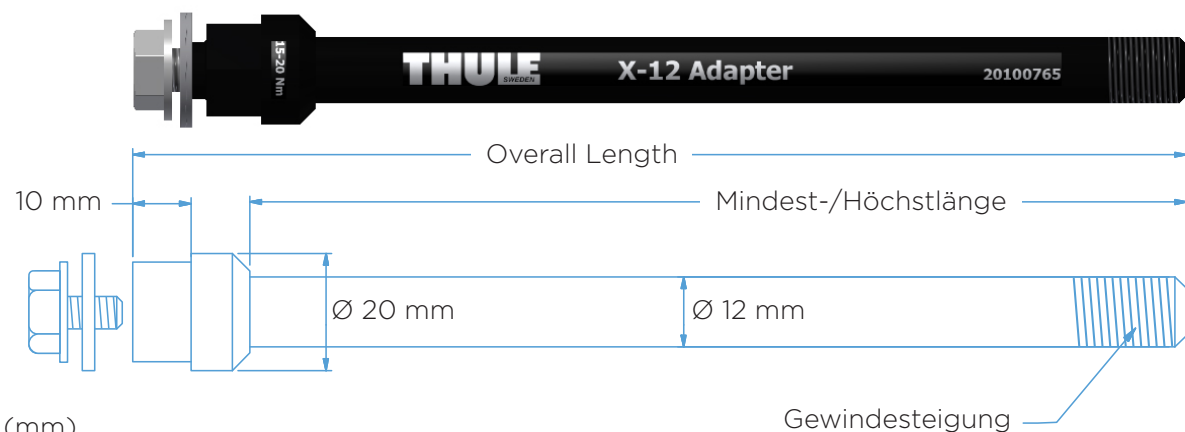 15-20 Nm
THULE
SWEDEN
X-12 Adapter
20100765
Overall Length
10 mm
Mindest-/Höchstlänge
Ø 20 mm
Ø 12 mm
Gewindesteigung
(mm)